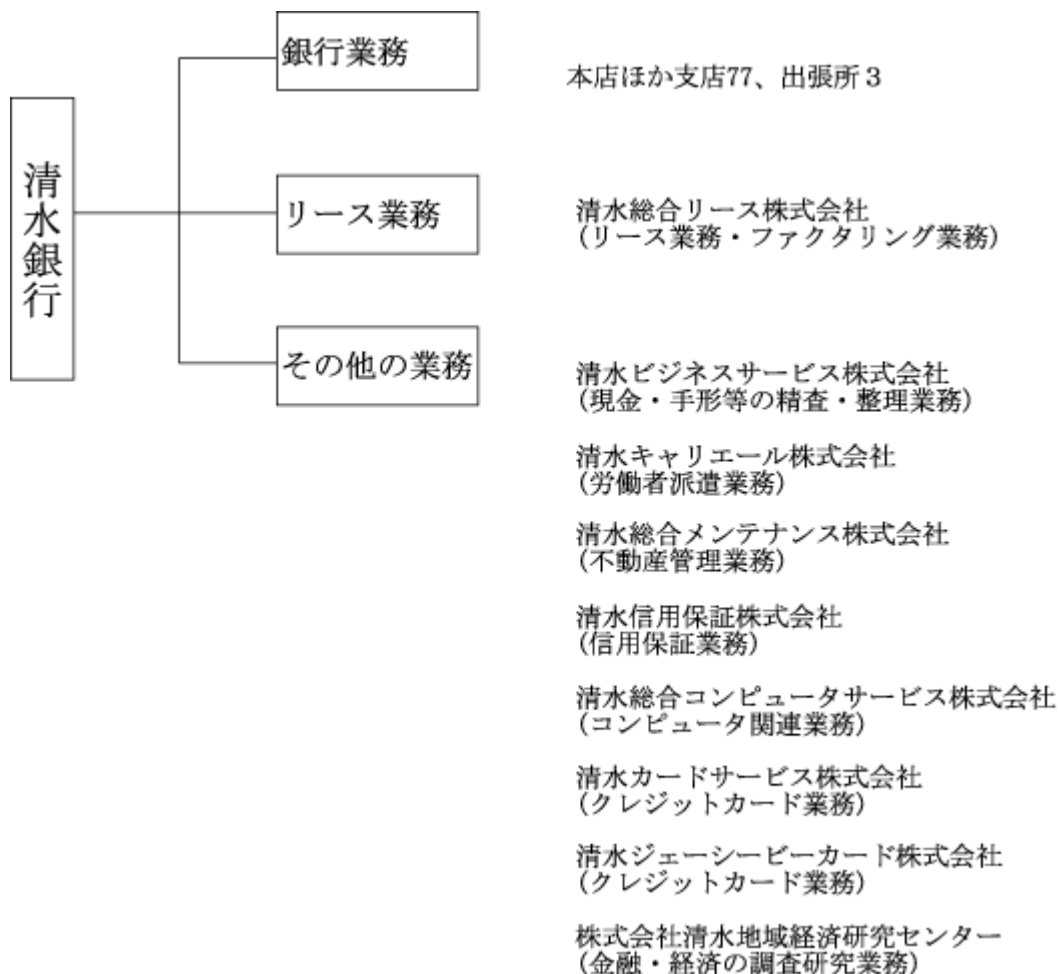 清水銀行
銀行業務
本店ほか支店77、出張所３
リース業務
清水総合リース株式会社
(リース業務・ファクタリング業務)
その他の業務
清水ビジネスサービス株式会社
(現金・手形等の精査・整理業務)
清水キャリエール株式会社
(労働者派遣業務)
清水総合メンテナンス株式会社
(不動産管理業務)
清水信用保証株式会社
(信用保証業務)
清水総合コンピュータサービス株式会社
(コンピュータ関連業務)
清水カードサービス株式会社
(クレジットカード業務)
清水ジェーシービーカード株式会社
(クレジットカード業務)
株式会社清水地域経済研究センター
(金融・経済の調査研究業務)